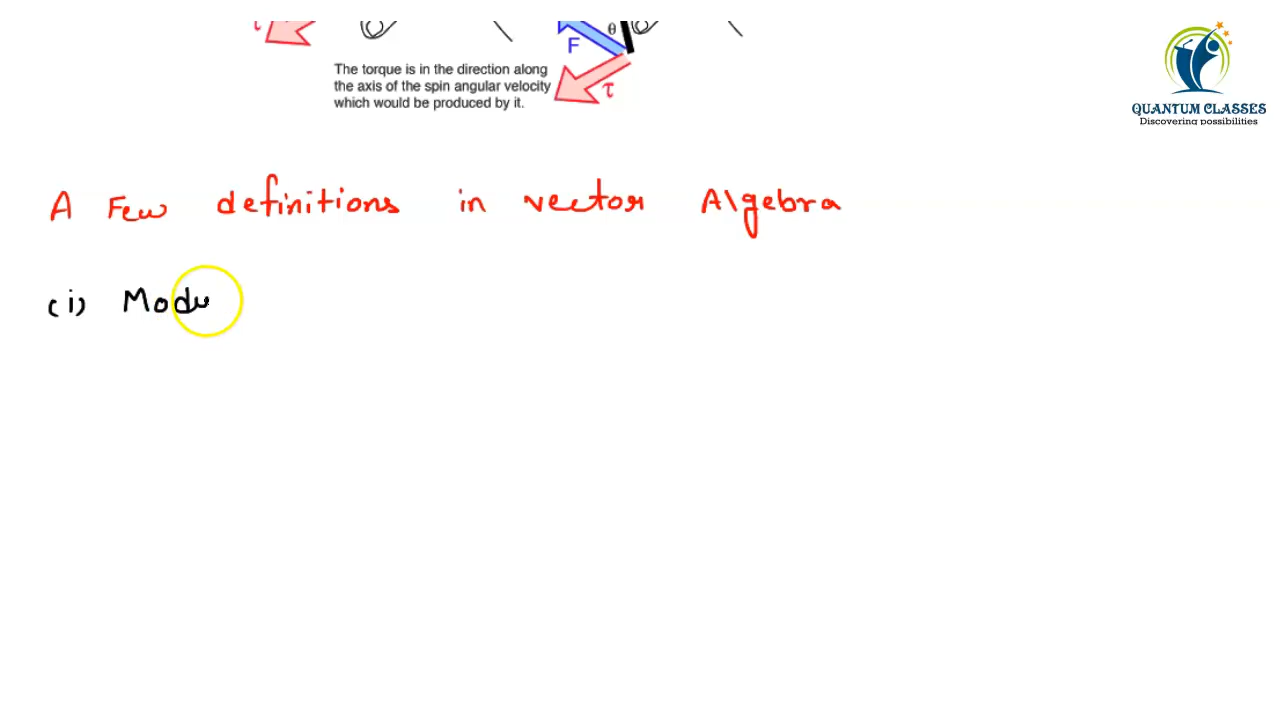 τ
F
θ
The torque is in the direction along
the axis of the spin angular velocity
which would be produced by it.
τ
QUANTUM CLASSES
Discovering possibilities
A Few definitions in vector Algebra
(i) Modu